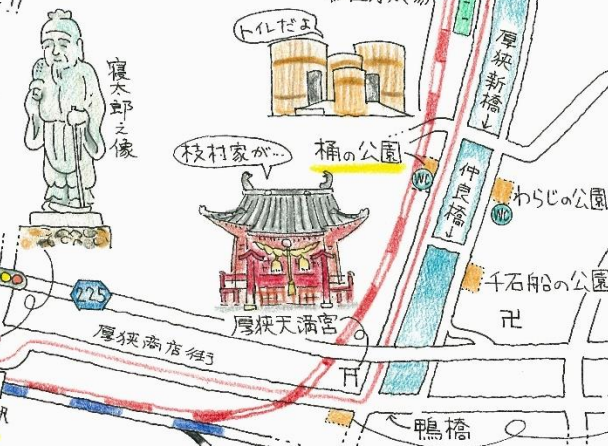 !!
トイレだよ
寝太郎之像
厚狭新橋↓
枝村家が…
桶の公園
WC
仲良橋↓
わらじの公園
WC
千石船の公園
225
厚狭天満宮
卍
厚狭商店街
鴨橋